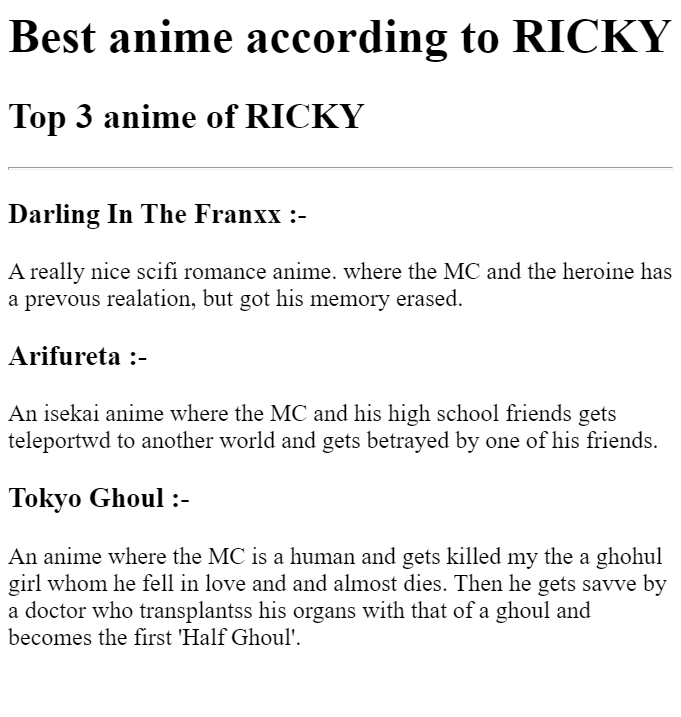 Best anime according to RICKY
Top 3 anime of RICKY
Darling In The Franxx :-
A really nice scifi romance anime. where the MC and the heroine has
a prevous realation, but got his memory erased.
Arifureta :-
An isekai anime where the MC and his high school friends gets
teleportwd to another world and gets betrayed by one of his friends.
Tokyo Ghoul :-
An anime where the MC is a human and gets killed my the a ghohul
girl whom he fell in love and and almost dies. Then he gets savve by
a doctor who transplantss his organs with that of a ghoul and
becomes the first 'Half Ghoul'.